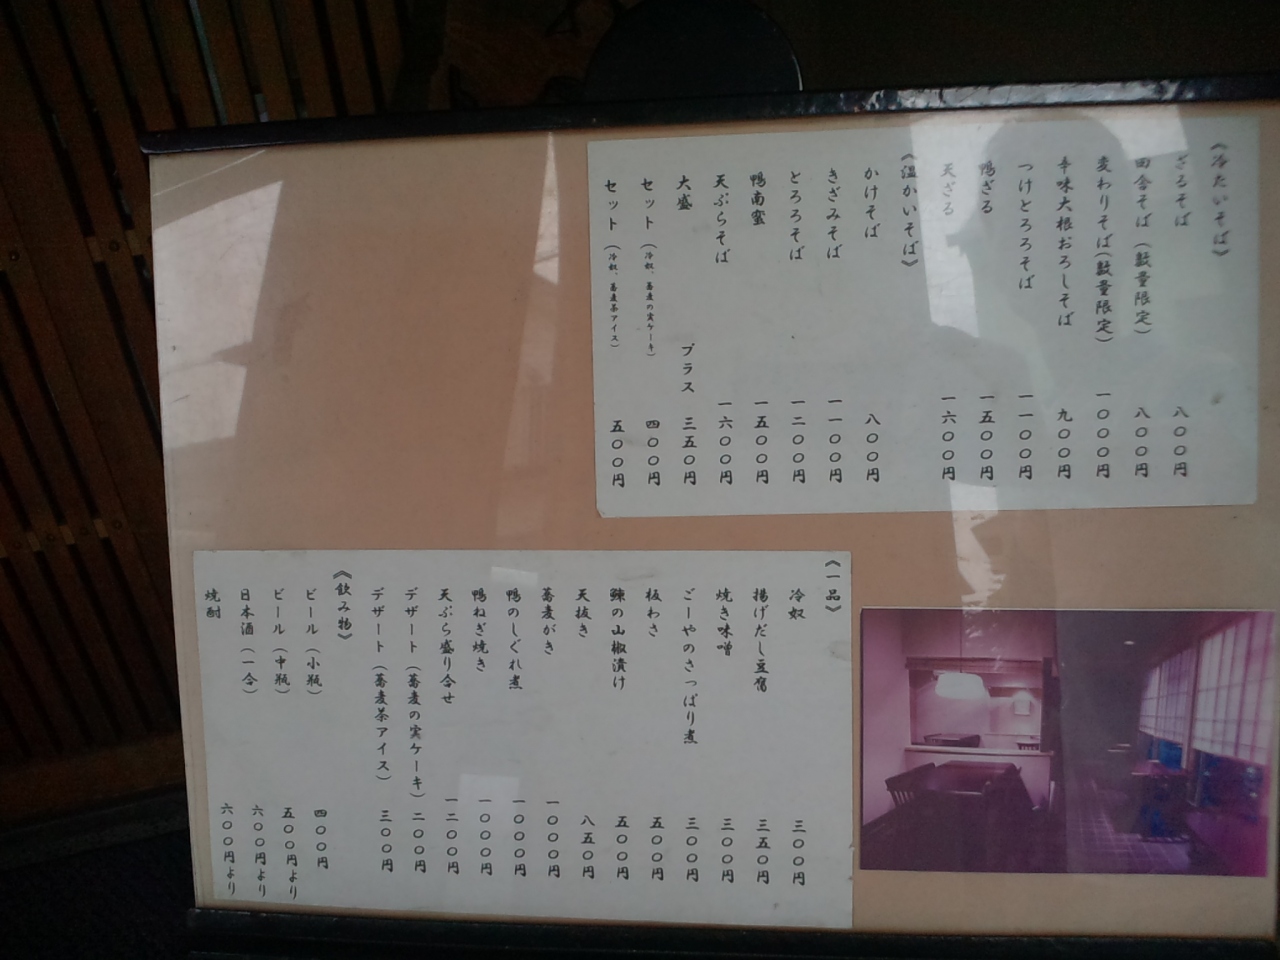 《冷たいそば》
ざるそば 八〇〇円
田舎そば（数量限定） 八〇〇円
変わりそば（数量限定） 一〇〇〇円
辛味大根おろしそば 九〇〇円
つけとろろそば 一一〇〇円
鴨ざる 一五〇〇円
天ざる 一六〇〇円
《温かいそば》
かけそば 八〇〇円
きざみそば 一一〇〇円
とろろそば 一二〇〇円
鴨南蛮 一五〇〇円
天ぷらそば 一六〇〇円
大盛 プラス 三五〇円
セット（冷奴、蕎麦の実ケーキ） 四〇〇円
セット（冷奴、蕎麦茶アイス） 五〇〇円
《一品》
冷奴 三〇〇円
揚げだし豆腐 三五〇円
焼き味噌 三〇〇円
ごーやのさっぱり煮 三〇〇円
板わさ 五〇〇円
鰊の山椒漬け 五〇〇円
天抜き 八五〇円
蕎麦がき 一〇〇〇円
鴨のしぐれ煮 一〇〇〇円
鴨ねぎ焼き 一〇〇〇円
天ぷら盛り合せ 一二〇〇円
デザート（蕎麦の実ケーキ） 二〇〇円
デザート（蕎麦茶アイス） 三〇〇円
《飲み物》
ビール（小瓶） 四〇〇円
ビール（中瓶） 五〇〇円より
日本酒（一合） 六〇〇円より
焼酎 六〇〇円より